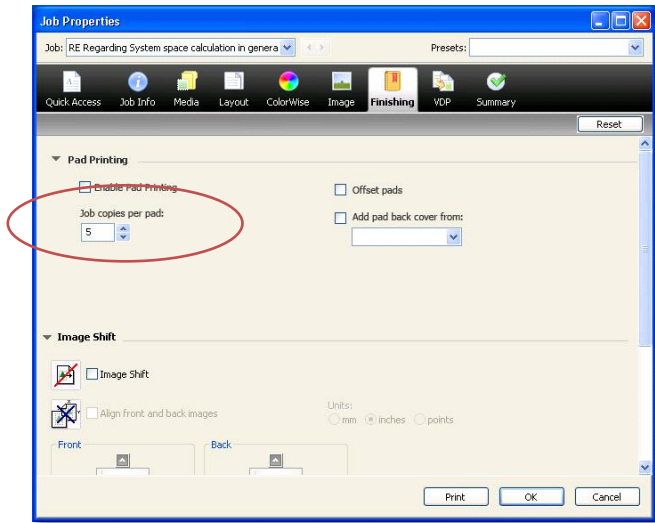 Job Properties
Job: RE Regarding System space calculation in genera Presets:
Quick Access Job Info Media Layout ColorWise Image Finishing VDP Summary
Reset
Pad Printing
Enable Pad Printing Offset pads
Job copies per pad: Add pad back cover from:
5
Image Shift
Image Shift
Align front and back images Units:
mm inches points
Front Back
Print OK Cancel